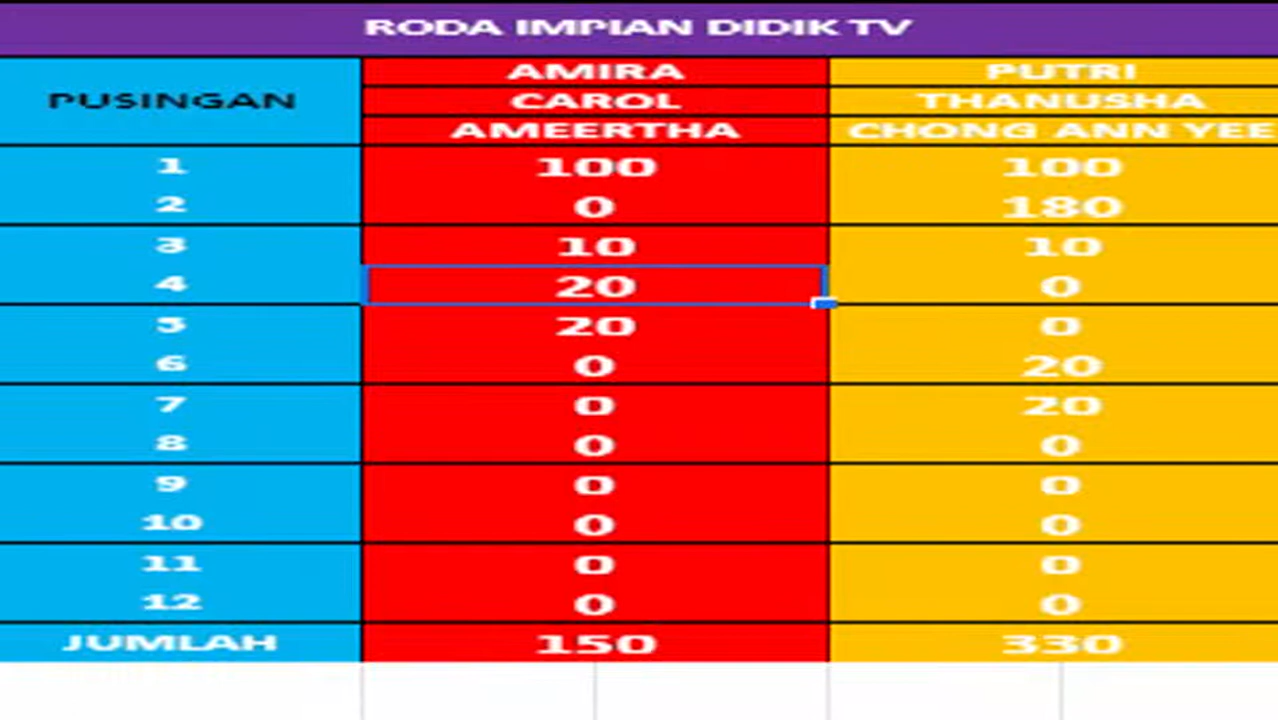 RODA IMPIAN DIDIK TV
PUSINGAN
AMIRA PUTRI
CAROL THANUSHA
AMEERTHA CHONG ANN YEE
1 100 100
2 0 180
3 10 10
4 20 0
5 20 0
6 0 20
7 0 20
8 0 0
9 0 0
10 0 0
11 0 0
12 0 0
JUMLAH 150 330